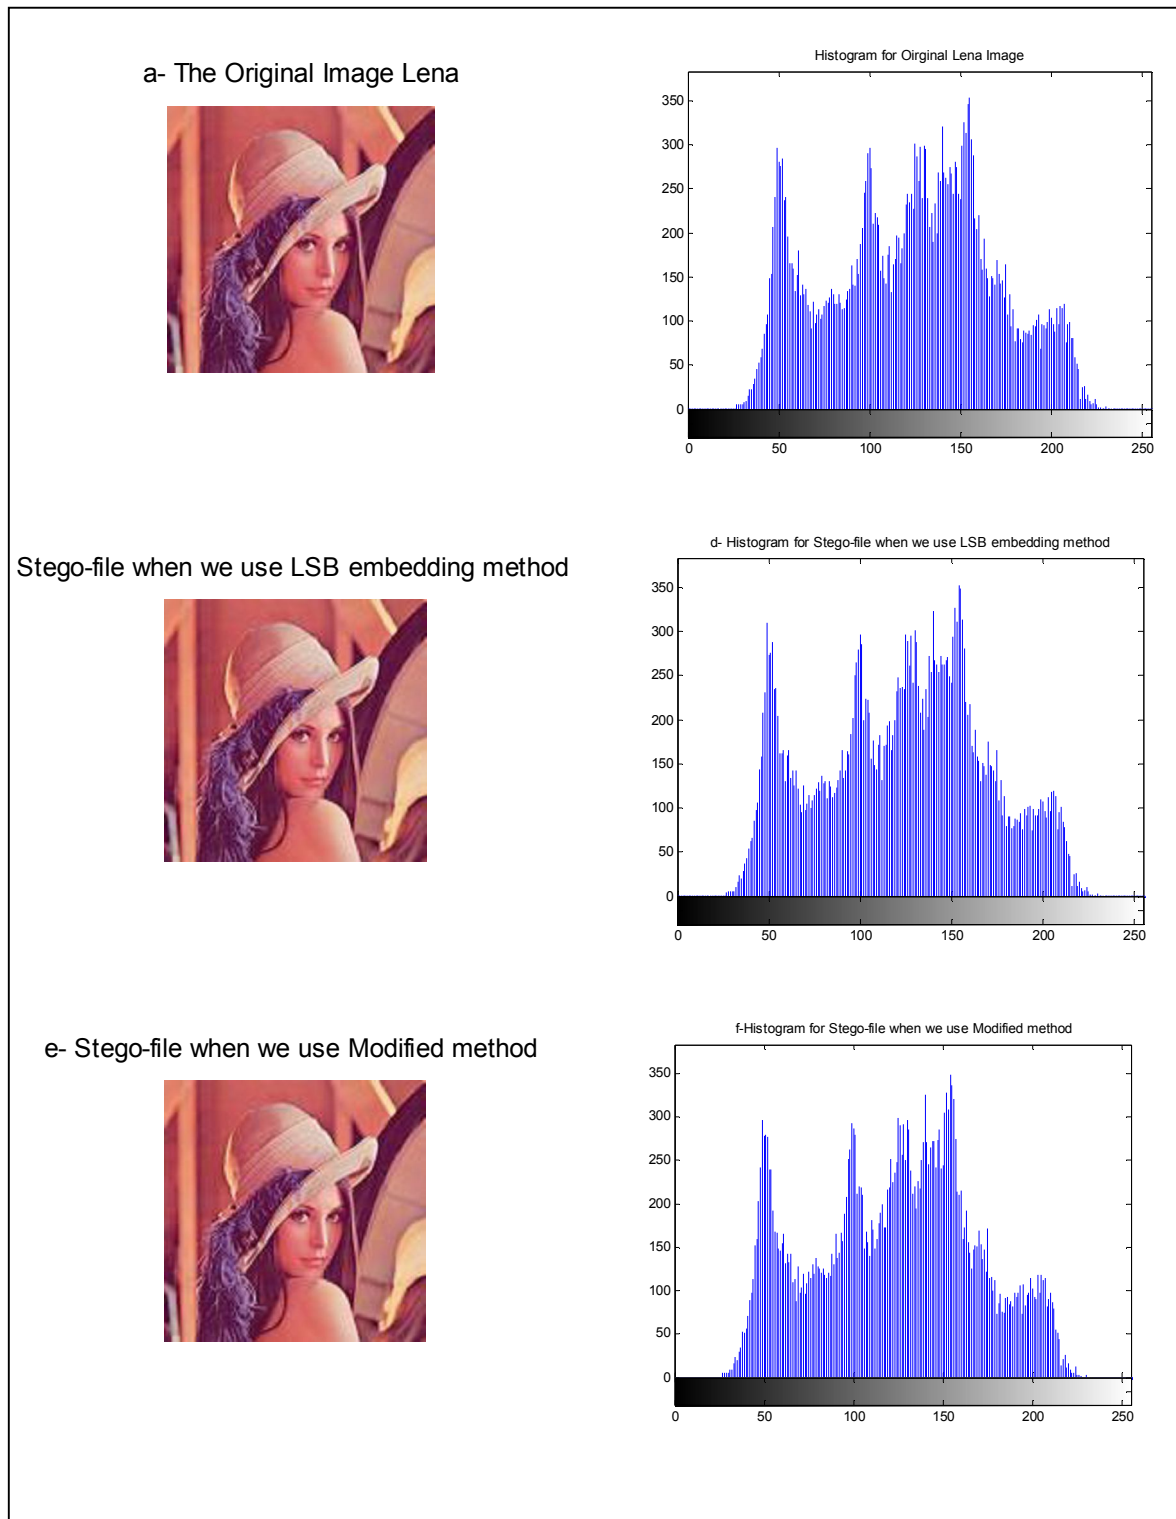 a- The Original Image Lena
Histogram for Oirginal Lena Image
350
300
250
200
150
100
50
0
0 50 100 150 200 250
Stego-file when we use LSB embedding method
d- Histogram for Stego-file when we use LSB embedding method
350
300
250
200
150
100
50
0
0 50 100 150 200 250
e- Stego-file when we use Modified method
f-Histogram for Stego-file when we use Modified method
350
300
250
200
150
100
50
0
0 50 100 150 200 250